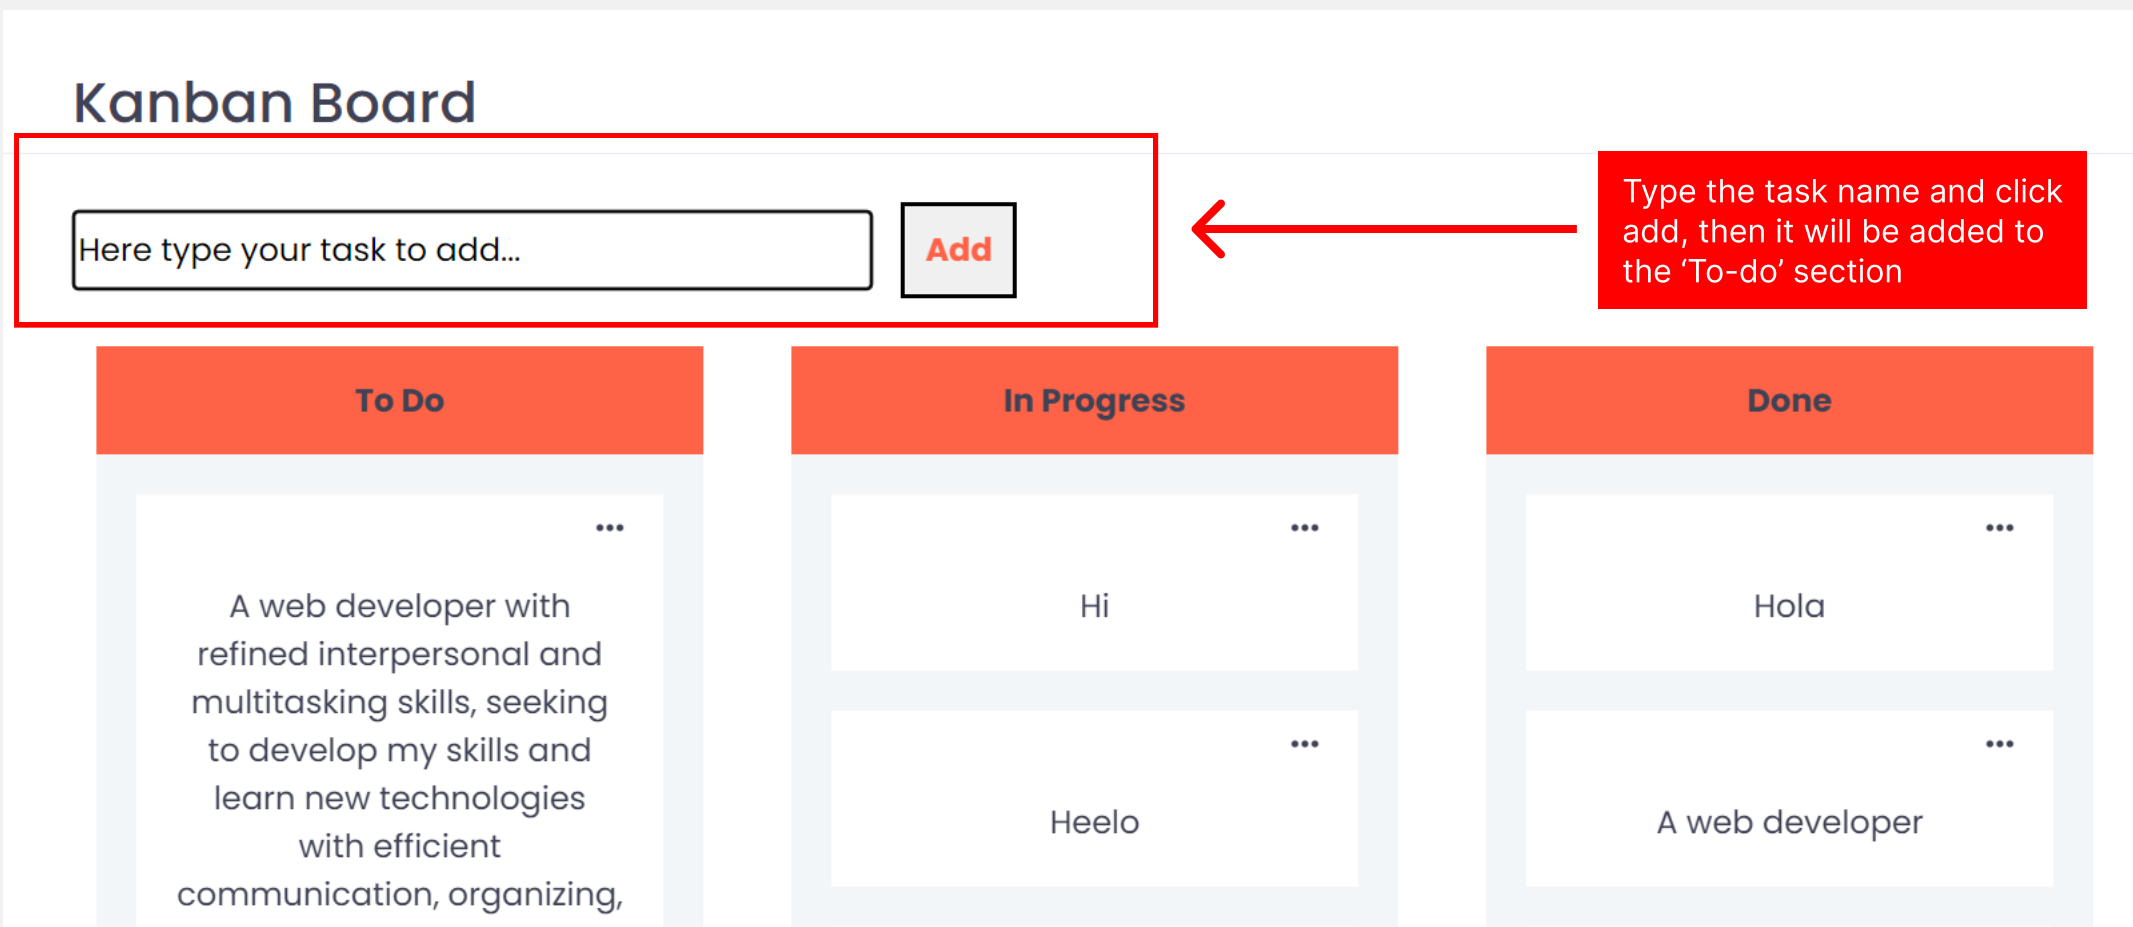 Kanban Board
Here type your task to add...
Add
Type the task name and click
add, then it will be added to
the ‘To-do’ section
To Do
A web developer with
refined interpersonal and
multitasking skills, seeking
to develop my skills and
learn new technologies
with efficient
communication, organizing,
In Progress
Hi
Heelo
Done
Hola
A web developer